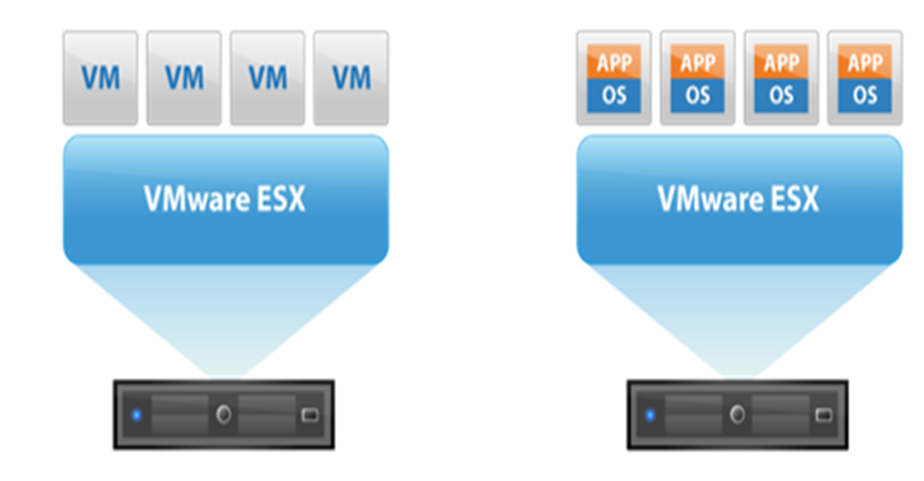 VM VM VM VM
VMware ESX
APP APP APP APP
OS OS OS OS
VMware ESX